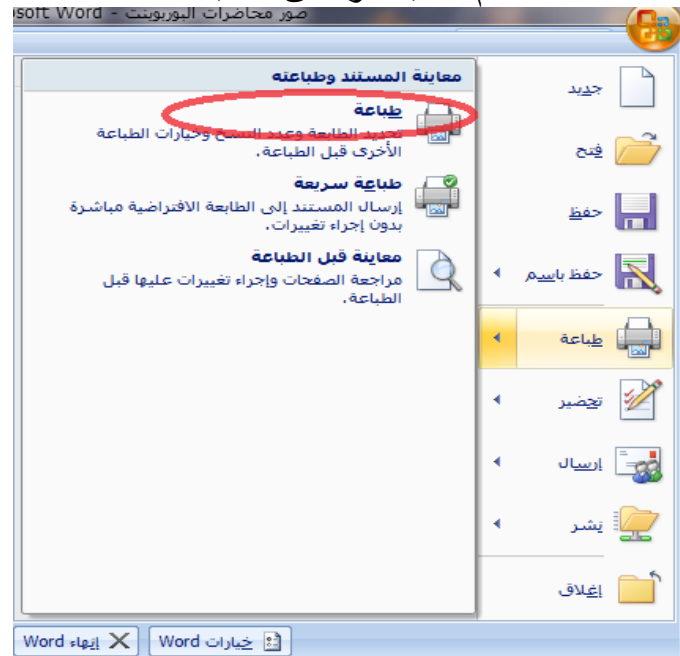 صور محاضرات البوربوينت - soft Word
معاينة المستند وطباعته
طباعة
تحديد الطابعة وعدد النسخ وخيارات الطباعة
الأخرى قبل الطباعة.
طباعة سريعة
إرسال المستند إلى الطابعة الافتراضية مباشرة
بدون إجراء تغييرات.
معاينة قبل الطباعة
مراجعة الصفحات وإجراء تغييرات عليها قبل
الطباعة.
جديد
فتح
حفظ
حفظ باسم
طباعة
تحضير
إرسال
نشر
إغلاق
خيارات Word
إنهاء Word